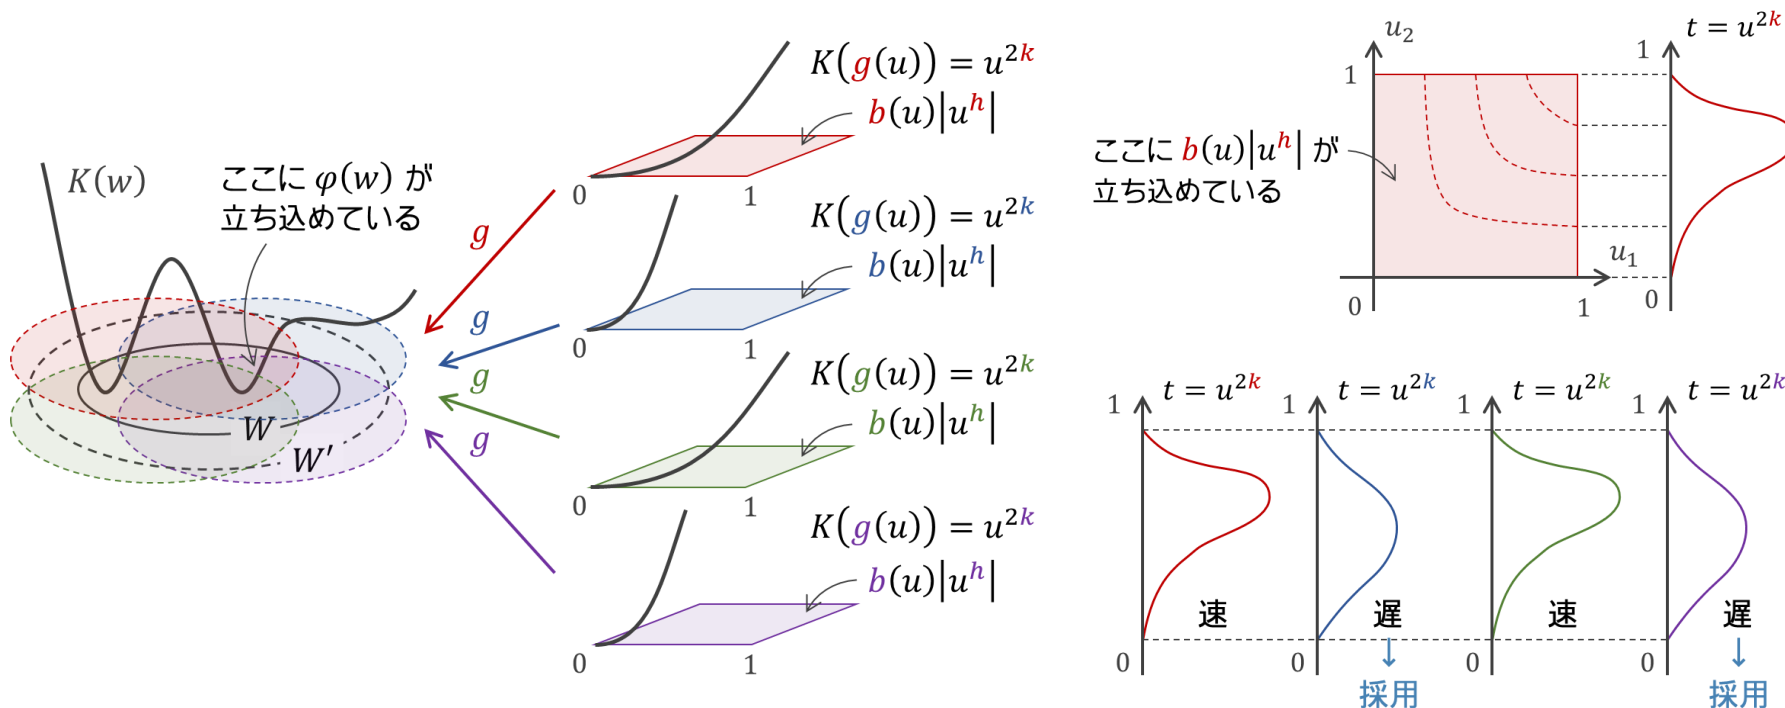 K(w)
ここに φ(w) が
立ち込めている
W
W′
g
g
g
g
K(g(u)) = u^{2k}
b(u)|u^h|
0
1
K(g(u)) = u^{2k}
b(u)|u^h|
0
1
K(g(u)) = u^{2k}
b(u)|u^h|
0
1
K(g(u)) = u^{2k}
b(u)|u^h|
0
1
ここに b(u)|u^h| が
立ち込めている
u₂
1
u₁
0
1
t = u^{2k}
1
0
t = u^{2k}
1
速
0
t = u^{2k}
1
遅
0
採用
t = u^{2k}
1
速
0
t = u^{2k}
1
遅
0
採用